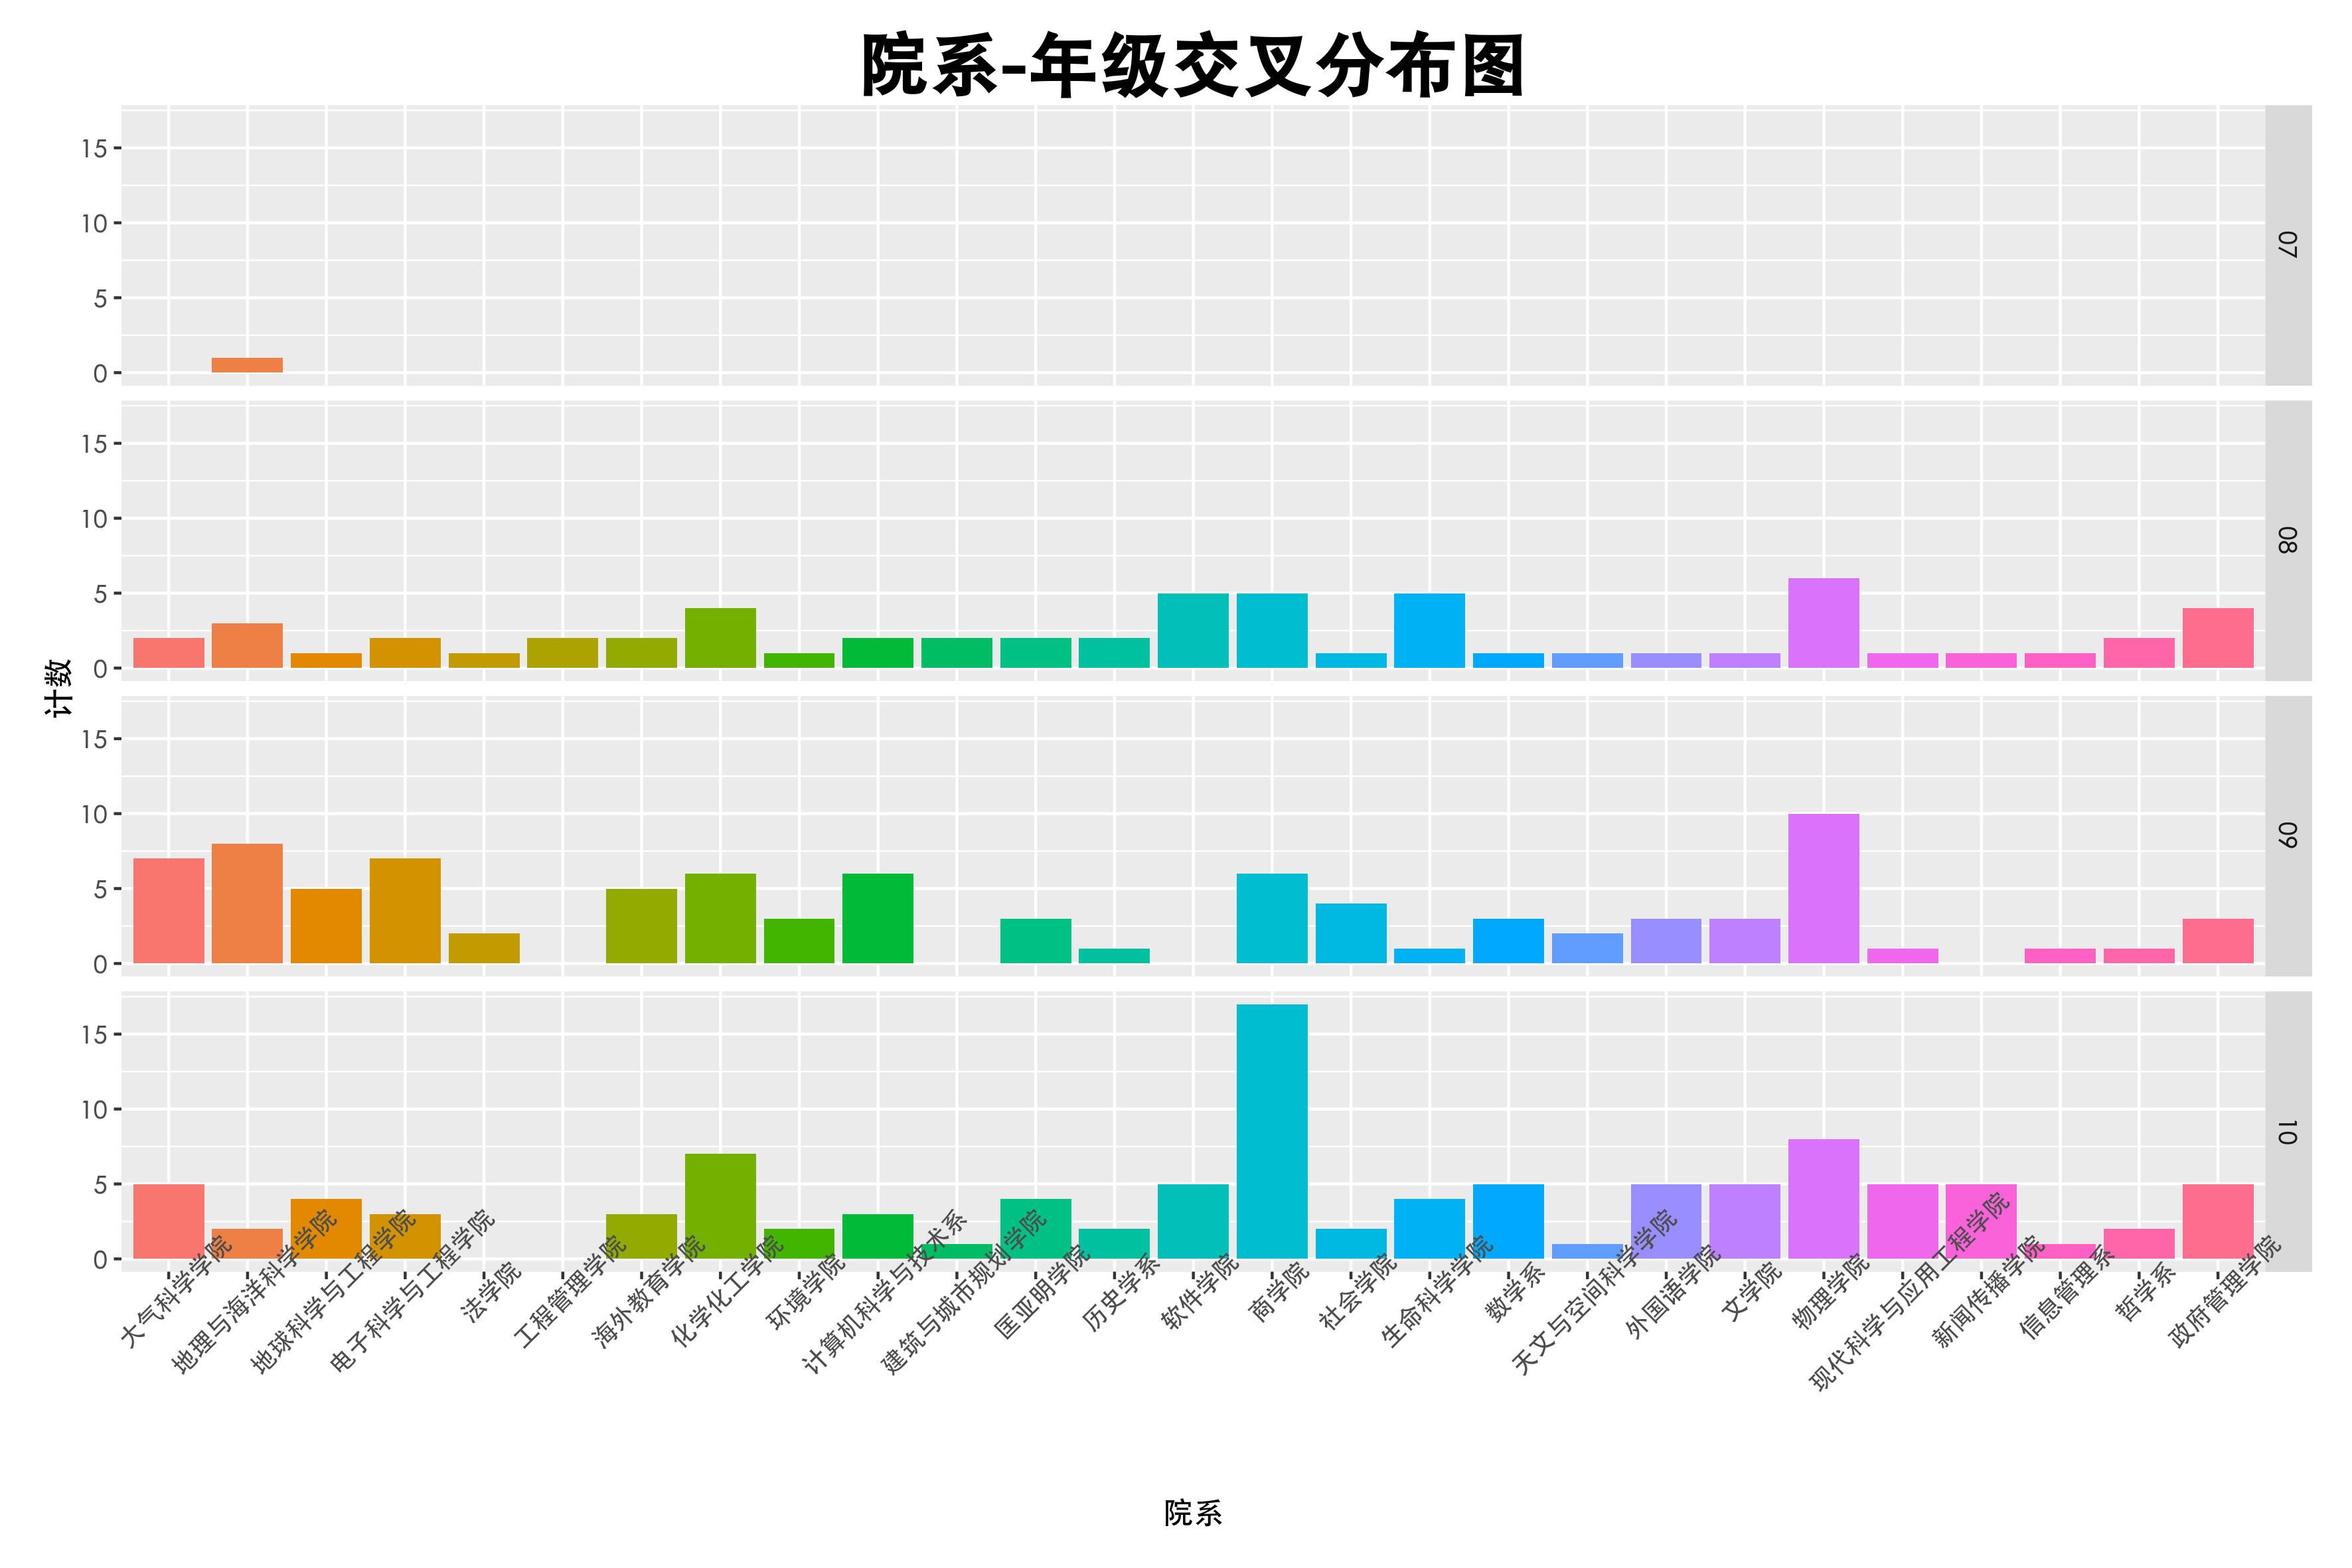 院系-年级交叉分布图
15
10
5
0
07
15
10
5
0
08
计数
15
10
5
0
09
15
10
5
0
10
大气科学学院
地理与海洋科学学院
地球科学与工程学院
电子科学与工程学院
法学院
工程管理学院
海外教育学院
化学化工学院
环境学院
计算机科学与技术系
建筑与城市规划学院
匡亚明学院
历史学系
软件学院
商学院
社会学院
生命科学学院
数学系
天文与空间科学学院
外国语学院
文学院
物理学院
现代科学与应用工程学院
新闻传播学院
信息管理系
哲学系
政府管理学院
院系